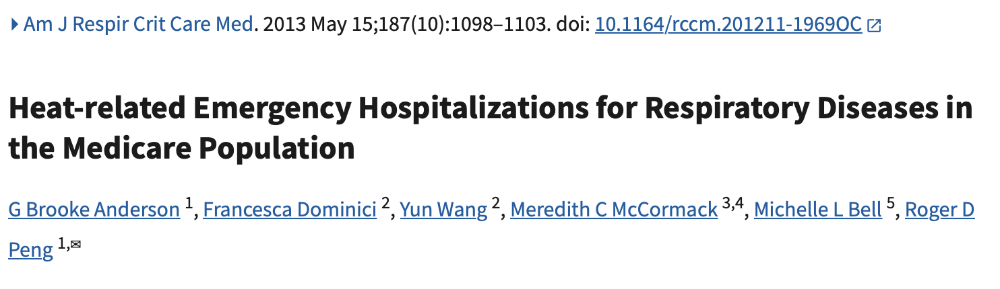 Am J Respir Crit Care Med. 2013 May 15;187(10):1098–1103. doi: 10.1164/rccm.201211-1969OC
Heat-related Emergency Hospitalizations for Respiratory Diseases in
the Medicare Population
G Brooke Anderson 1, Francesca Dominici 2, Yun Wang 2, Meredith C McCormack 3,4, Michelle L Bell 5, Roger D
Peng 1,✉